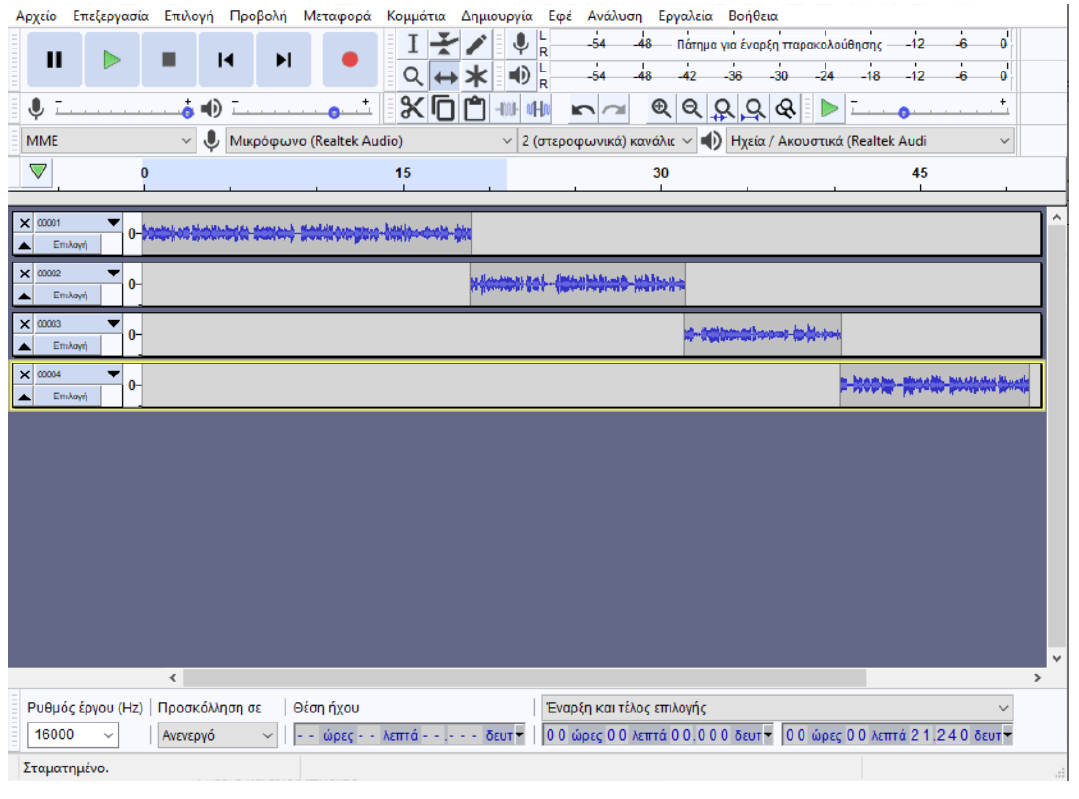 Αρχείο Επεξεργασία Επιλογή Προβολή Μεταφορά Κομμάτια Δημιουργία Εφέ Ανάλυση Εργαλεία Βοήθεια
L
R
-54 -48 Πάτημα για έναρξη παρακολούθησης -12 -6 0
L
R
-54 -48 -42 -36 -30 -24 -18 -12 -6 0
- + - + - +
MME Μικρόφωνο (Realtek Audio) 2 (στεροφωνικά) κανάλια Ηχεία / Ακουστικά (Realtek Audi
0 15 30 45
00001
Επιλογή 0-
00002
Επιλογή 0-
00003
Επιλογή 0-
00004
Επιλογή 0-
Ρυθμός έργου (Hz) Προσκόλληση σε Θέση ήχου Έναρξη και τέλος επιλογής
16000 Ανενεργό - - ώρες - - λεπτά - - . - - - δευτ 0 0 ώρες 0 0 λεπτά 0 0 . 0 0 0 δευτ 0 0 ώρες 0 0 λεπτά 2 1 . 2 4 0 δευτ
Σταματημένο.